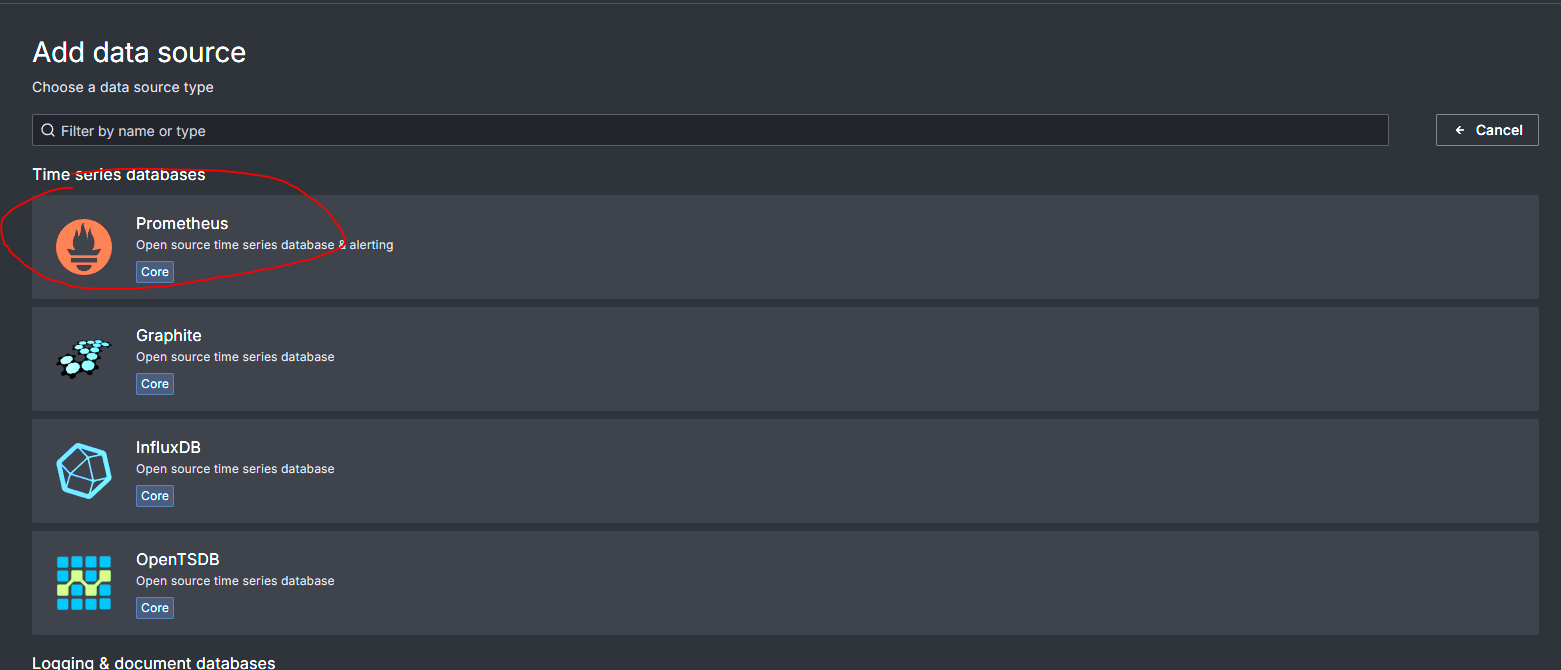 Add data source
Choose a data source type
Filter by name or type
Cancel
Time series databases
Prometheus
Open source time series database & alerting
Core
Graphite
Open source time series database
Core
InfluxDB
Open source time series database
Core
OpenTSDB
Open source time series database
Core
Logging & document databases